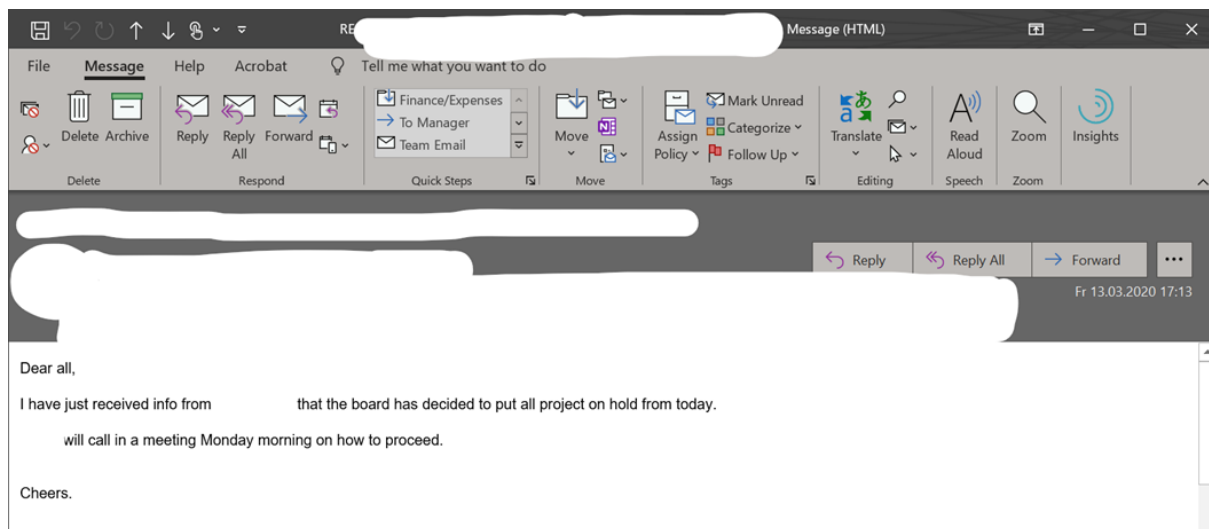 RE
Message (HTML)
File Message Help Acrobat Tell me what you want to do
Delete Archive
Reply Reply All Forward
Finance/Expenses
To Manager
Team Email
Move
Assign Policy
Mark Unread
Categorize
Follow Up
Translate
Read Aloud
Zoom
Insights
Delete Respond Quick Steps Move Tags Editing Speech Zoom
Reply Reply All Forward
Fr 13.03.2020 17:13
Dear all,
I have just received info from that the board has decided to put all project on hold from today.
will call in a meeting Monday morning on how to proceed.
Cheers.